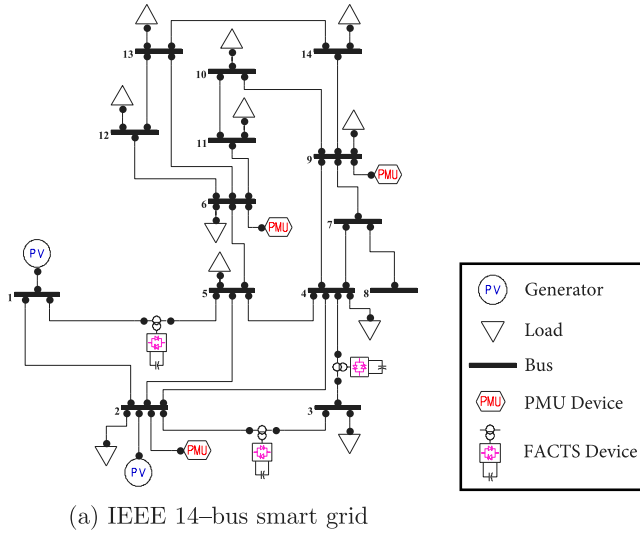 13
14
10
12
11
9
PMU
6
PMU
7
PV
1
5
4
8
2
3
PMU
PV
PV Generator
Load
Bus
PMU PMU Device
FACTS Device
(a) IEEE 14–bus smart grid